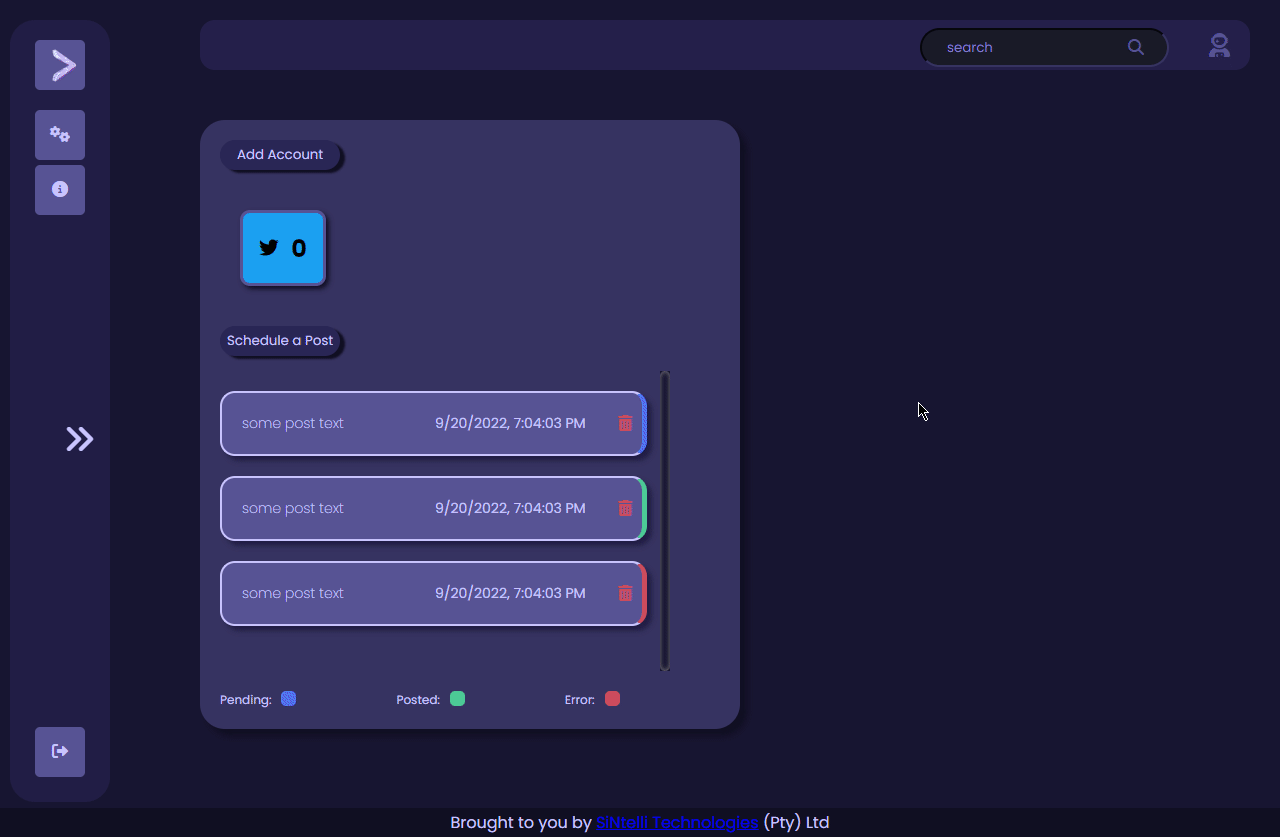 search
Add Account
0
Schedule a Post
some post text 9/20/2022, 7:04:03 PM
some post text 9/20/2022, 7:04:03 PM
some post text 9/20/2022, 7:04:03 PM
Pending: Posted: Error:
Brought to you by SiNtelli Technologies (Pty) Ltd